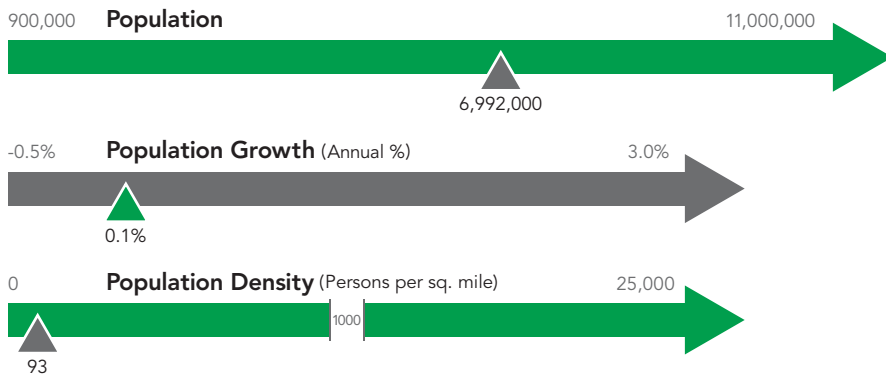 900,000 Population 11,000,000
6,992,000
-0.5% Population Growth (Annual %) 3.0%
0.1%
0 Population Density (Persons per sq. mile) 25,000
1000
93